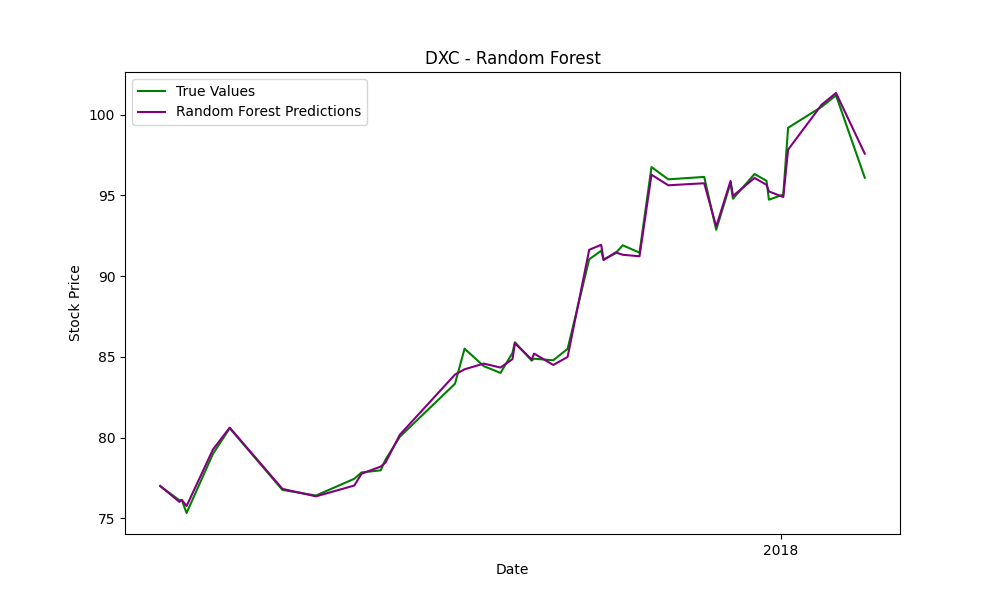 DXC - Random Forest
True Values
Random Forest Predictions
100
95
90
85
80
75
Stock Price
2018
Date